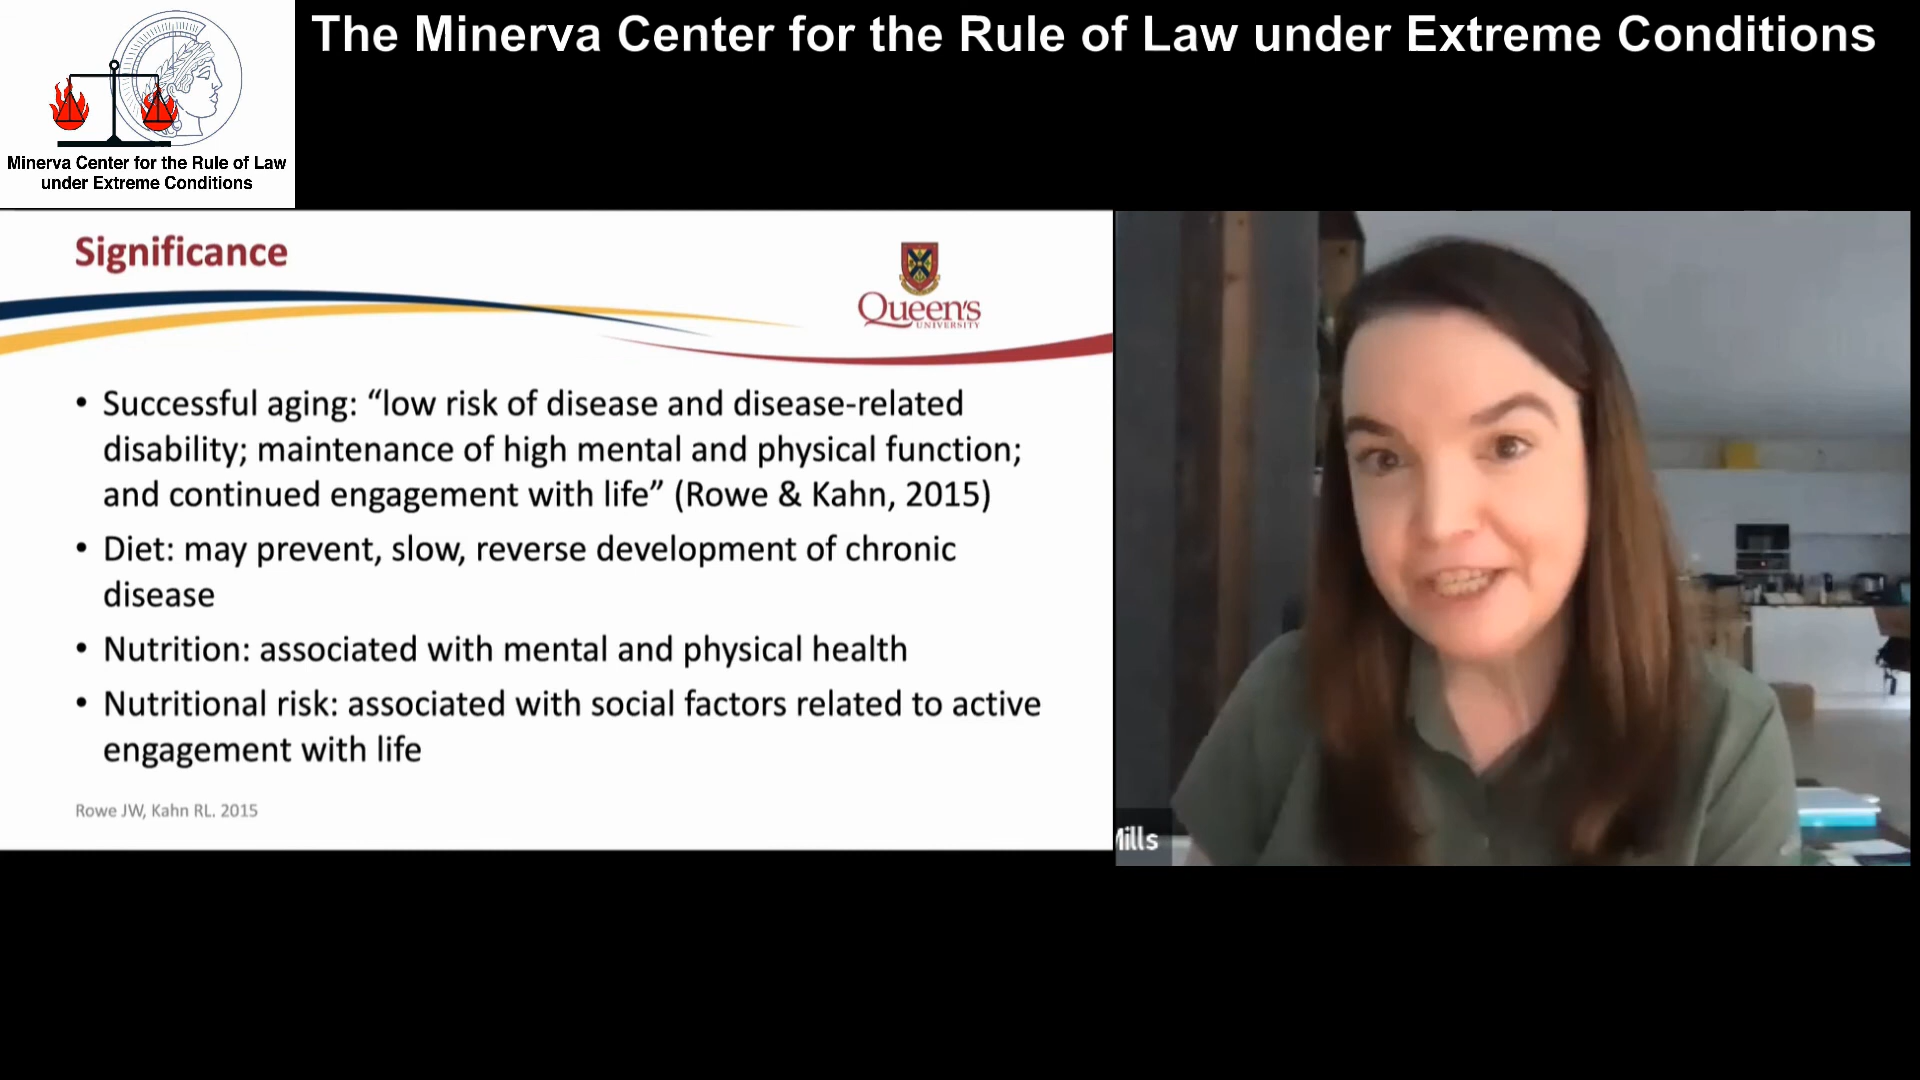 The Minerva Center for the Rule of Law under Extreme Conditions
Minerva Center for the Rule of Law
under Extreme Conditions
Significance
Queen's
UNIVERSITY
• Successful aging: “low risk of disease and disease-related
disability; maintenance of high mental and physical function;
and continued engagement with life” (Rowe & Kahn, 2015)
• Diet: may prevent, slow, reverse development of chronic
disease
• Nutrition: associated with mental and physical health
• Nutritional risk: associated with social factors related to active
engagement with life
Rowe JW, Kahn RL. 2015
Mills